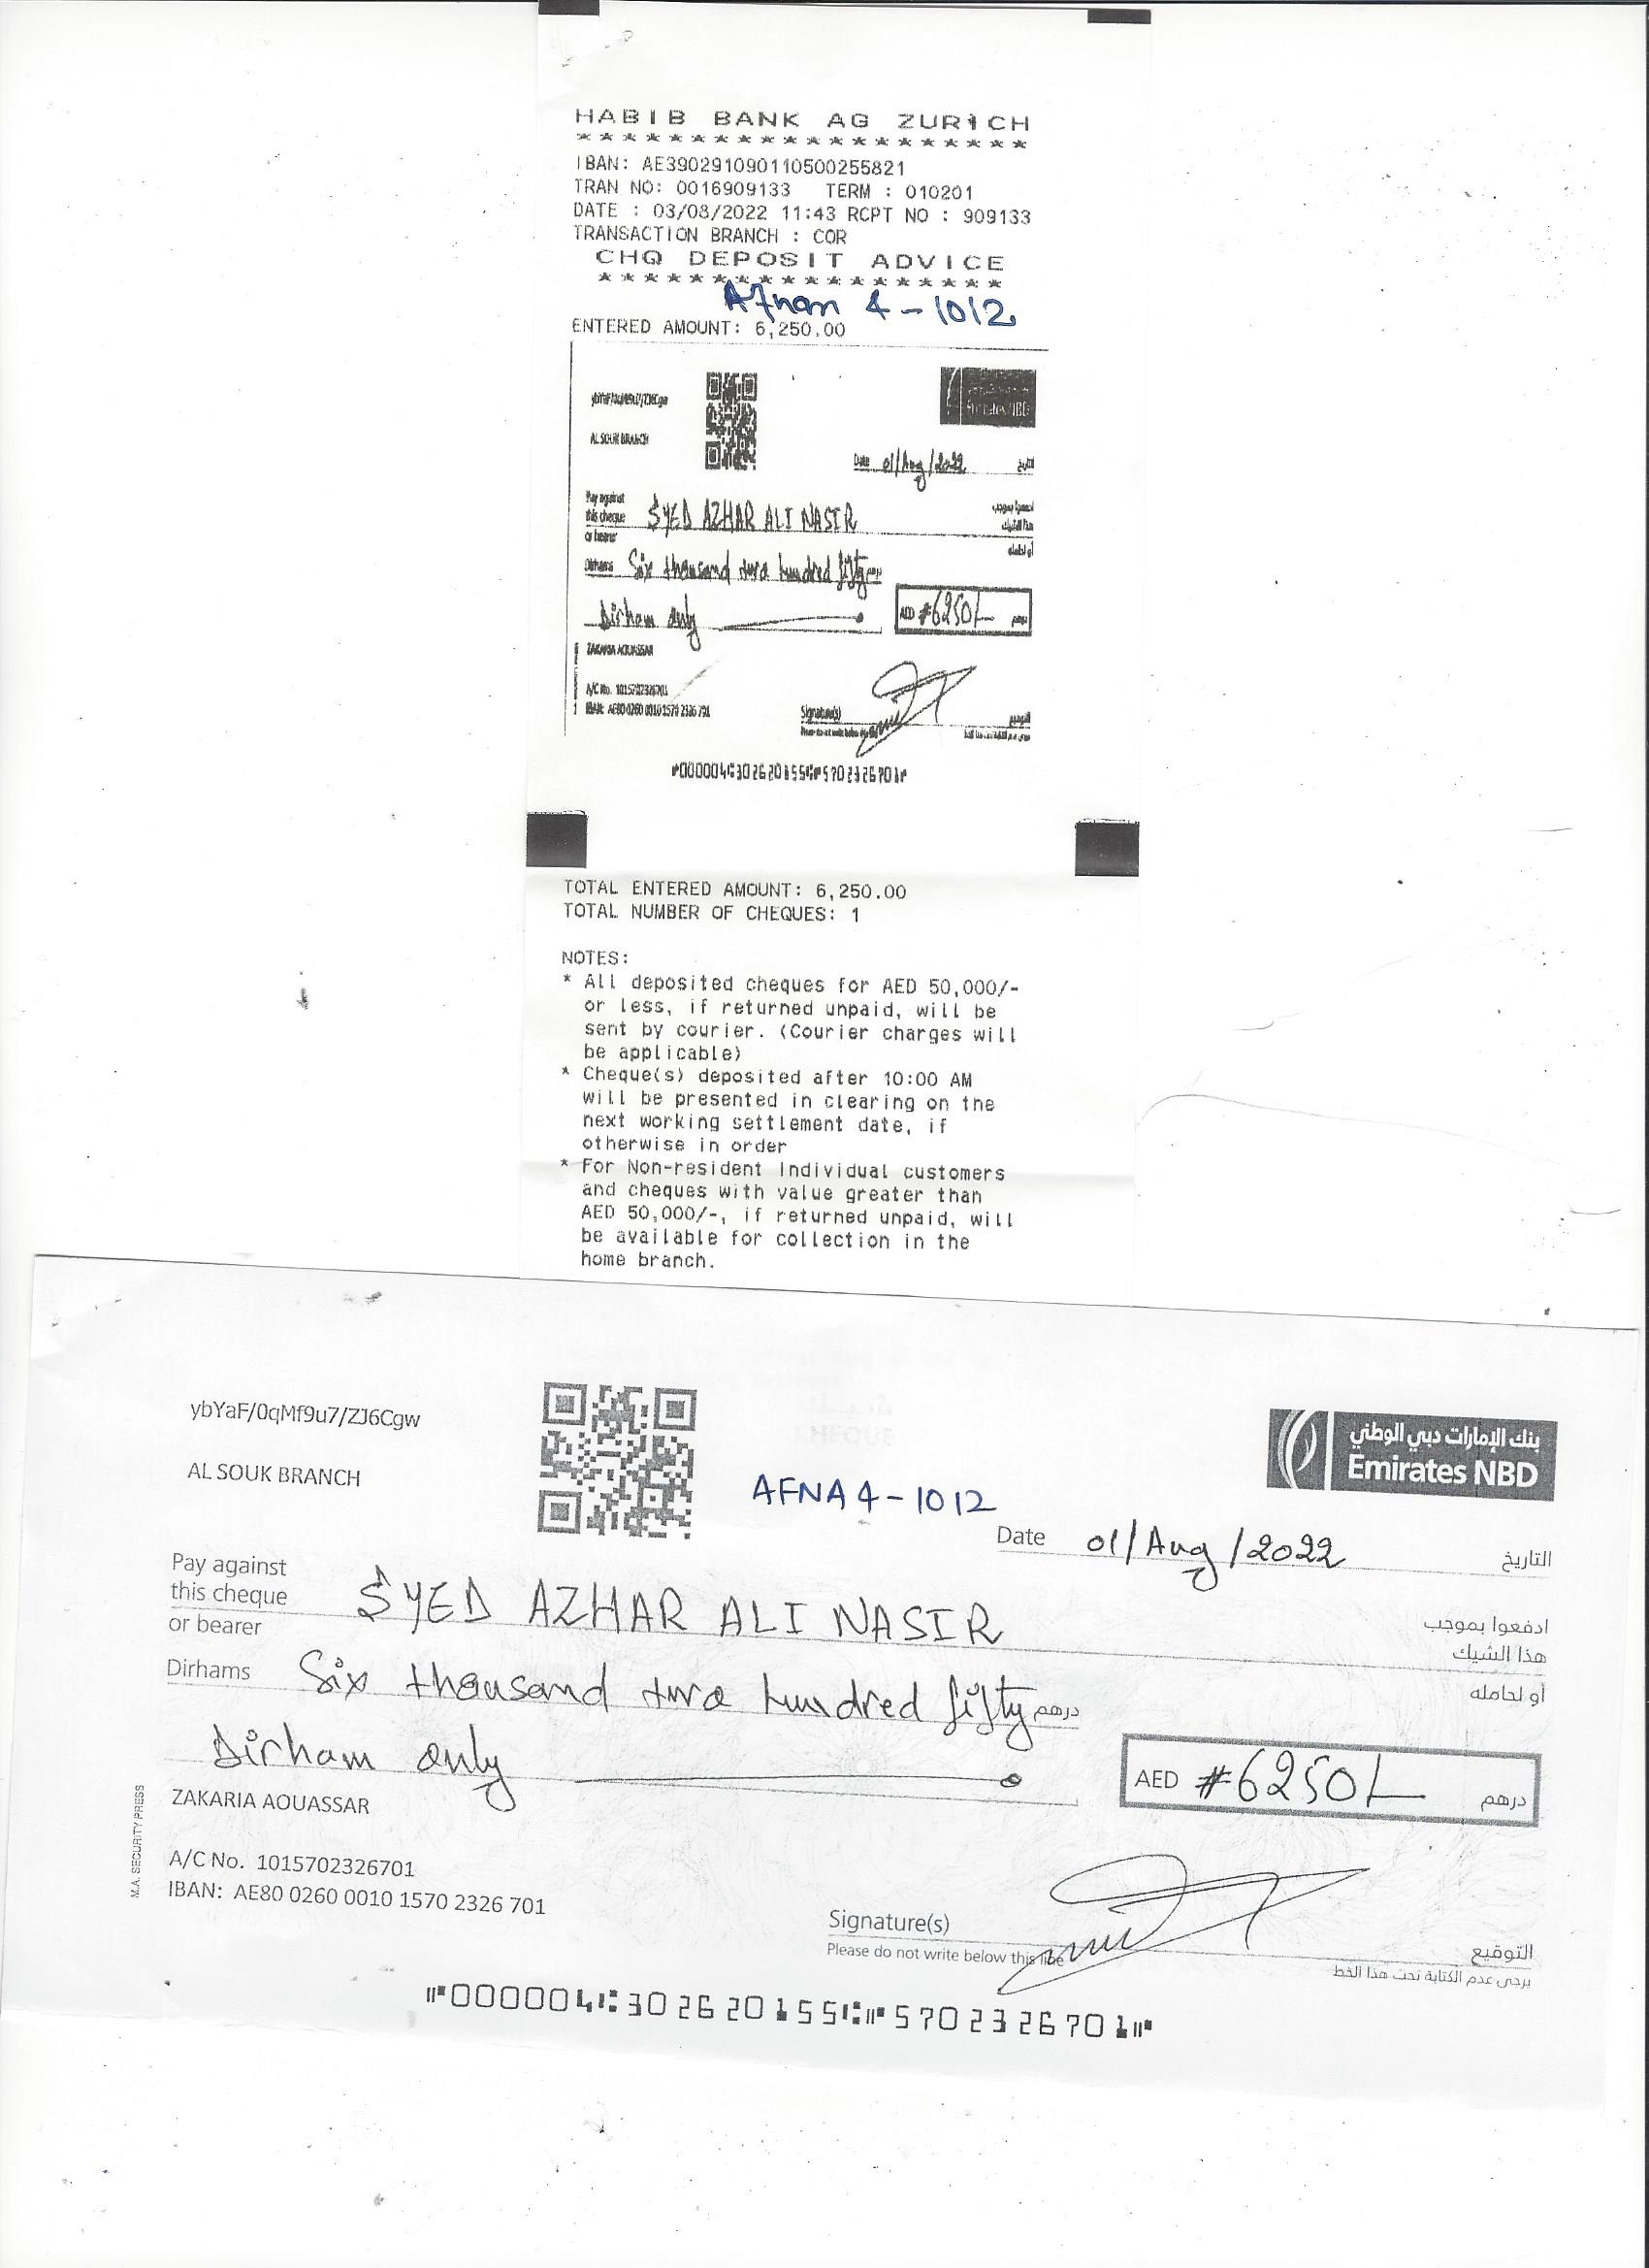 HABIB BANK AG ZURICH
********************
IBAN: AE390291090110500255821
TRAN NO: 0016909133 TERM : 010201
DATE : 03/08/2022 11:43 RCPT NO : 909133
TRANSACTION BRANCH : COR
CHQ DEPOSIT ADVICE
******************
Afnan 4-1012
ENTERED AMOUNT: 6,250.00
ybYaF/0qMf9u7/ZJ6Cgw
AL SOUK BRANCH
Emirates NBD
Date 01/Aug/2022 التاريخ
Pay against
this cheque SYED AZHAR ALI NASIR ادفعوا بموجب
هذا الشيك
or bearer
أو لحامله
Dirhams Six thousand two hundred fifty درهم
Dirham only AED #6250/- درهم
ZAKARIA AOUASSAR
A/C No. 1015702326701
IBAN: AE80 0260 0010 1570 2326 701
Signature(s) التوقيع
Please do not write below this line يرجى عدم الكتابة تحت هذا الخط
⑈000004⑆302620155⑆⑈5702326701⑈
TOTAL ENTERED AMOUNT: 6,250.00
TOTAL NUMBER OF CHEQUES: 1
NOTES:
* All deposited cheques for AED 50,000/-
or less, if returned unpaid, will be
sent by courier. (Courier charges will
be applicable)
* Cheque(s) deposited after 10:00 AM
will be presented in clearing on the
next working settlement date, if
otherwise in order
* For Non-resident Individual customers
and cheques with value greater than
AED 50,000/-, if returned unpaid, will
be available for collection in the
home branch.
ybYaF/0qMf9u7/ZJ6Cgw
بنك الإمارات دبي الوطني
Emirates NBD
AL SOUK BRANCH
AFNA4-1012
Date 01/Aug/2022 التاريخ
Pay against
this cheque SYED AZHAR ALI NASIR ادفعوا بموجب
or bearer هذا الشيك
أو لحامله
Dirhams Six thousand two hundred fifty درهم
Dirham only AED #6250/- درهم
M.A. SECURITY PRESS
ZAKARIA AOUASSAR
A/C No. 1015702326701
IBAN: AE80 0260 0010 1570 2326 701
Signature(s) التوقيع
Please do not write below this line يرجى عدم الكتابة تحت هذا الخط
⑈000004⑆302620155⑆⑈5702326701⑈